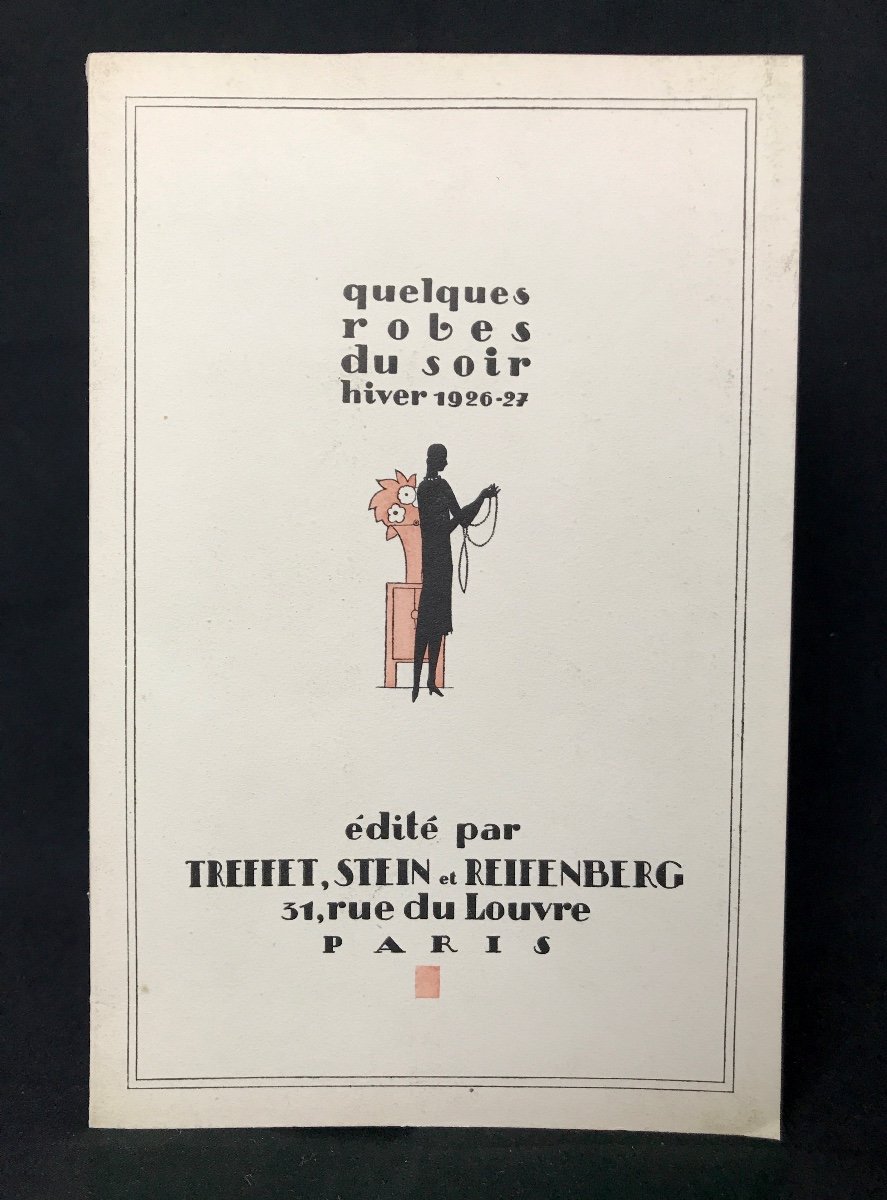 quelques
robes
du soir
hiver 1926-27
édité par
TREFFET, STEIN et REIFENBERG
31, rue du Louvre
PARIS